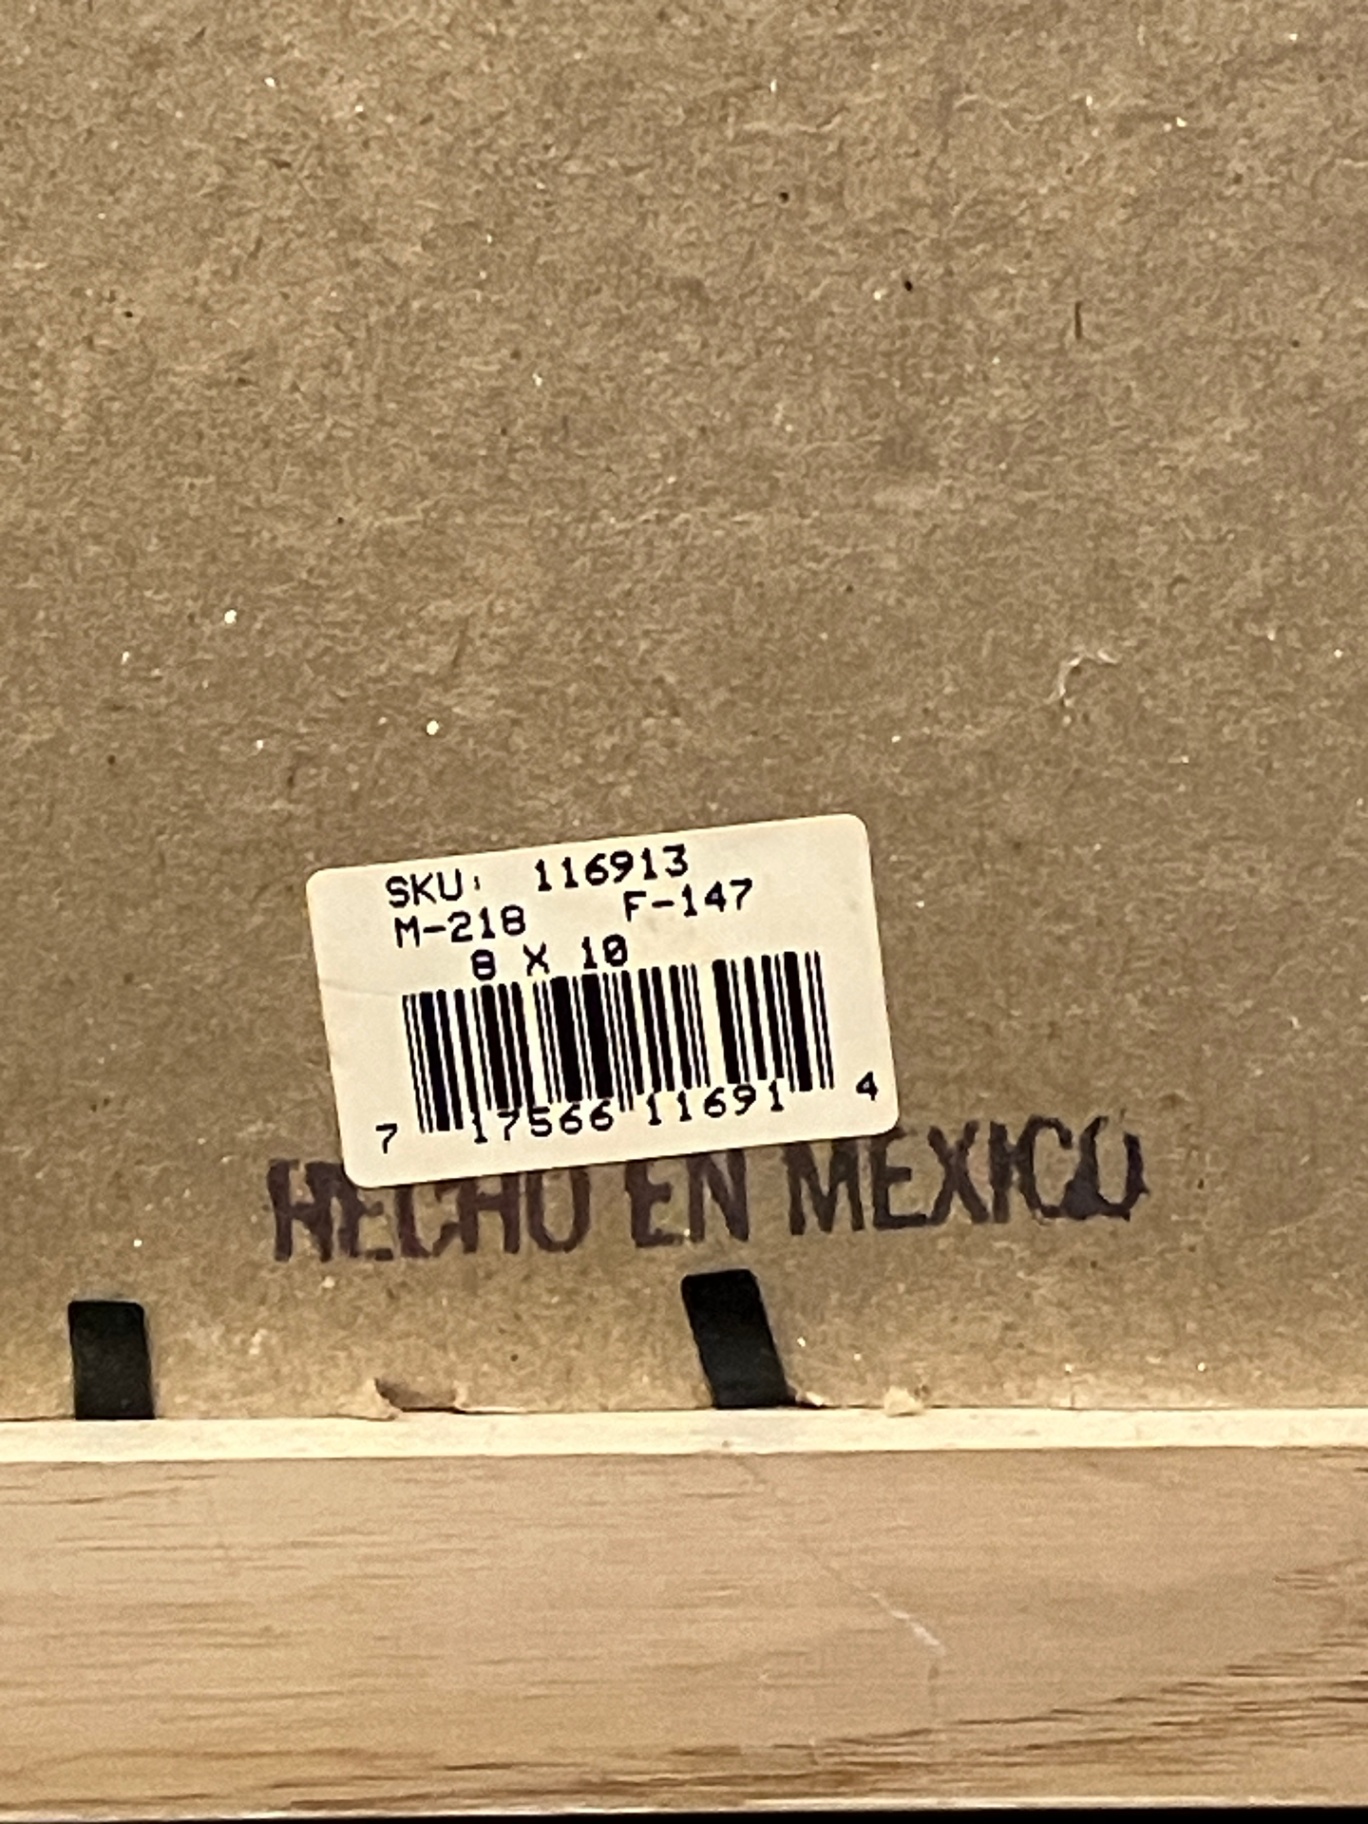 SKU: 116913
M-218 F-147
8 X 10
7 17566 11691 4
HECHO EN MEXICO